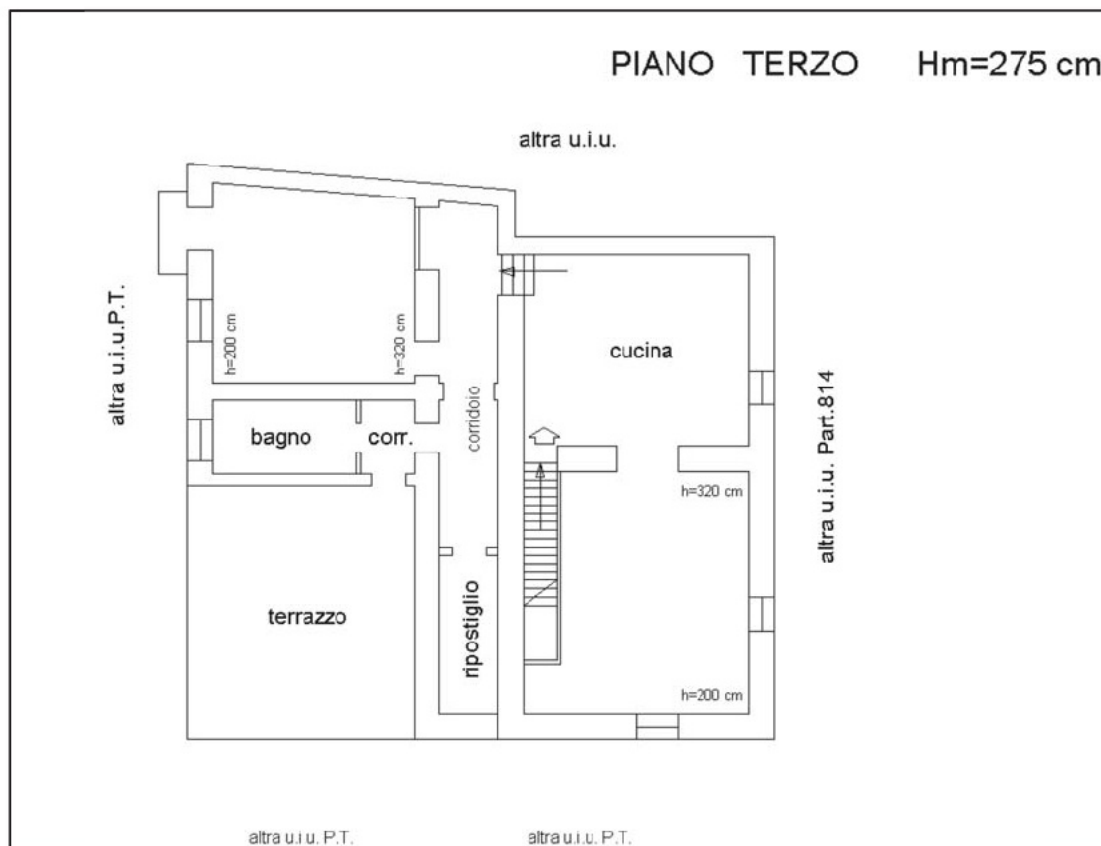 PIANO TERZO Hm=275 cm
altra u.i.u.
altra u.i.u.P.T.
h=200 cm
h=320 cm
cucina
corridoio
bagno
corr.
altra u.i.u. Part.814
h=320 cm
terrazzo
ripostiglio
h=200 cm
altra u.i.u. P.T.
altra u.i.u. P.T.